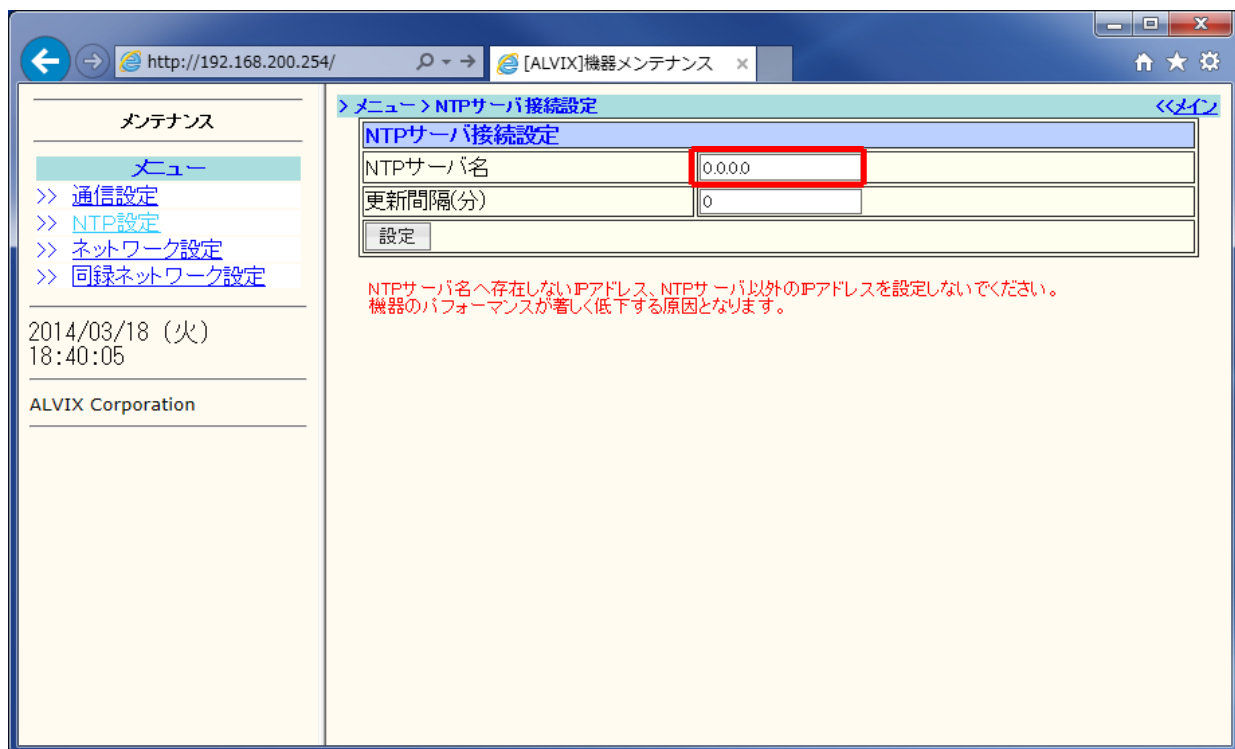 http://192.168.200.254/
[ALVIX]機器メンテナンス
メンテナンス
メニュー
>> 通信設定
>> NTP設定
>> ネットワーク設定
>> 回録ネットワーク設定
2014/03/18 (火)
18:40:05
ALVIX Corporation
> メニュー > NTPサーバ接続設定 <<メイン
NTPサーバ接続設定
NTPサーバ名 0.0.0.0
更新間隔(分) 0
設定
NTPサーバ名へ存在しないIPアドレス、NTPサーバ以外のIPアドレスを設定しないでください。
機器のパフォーマンスが著しく低下する原因となります。